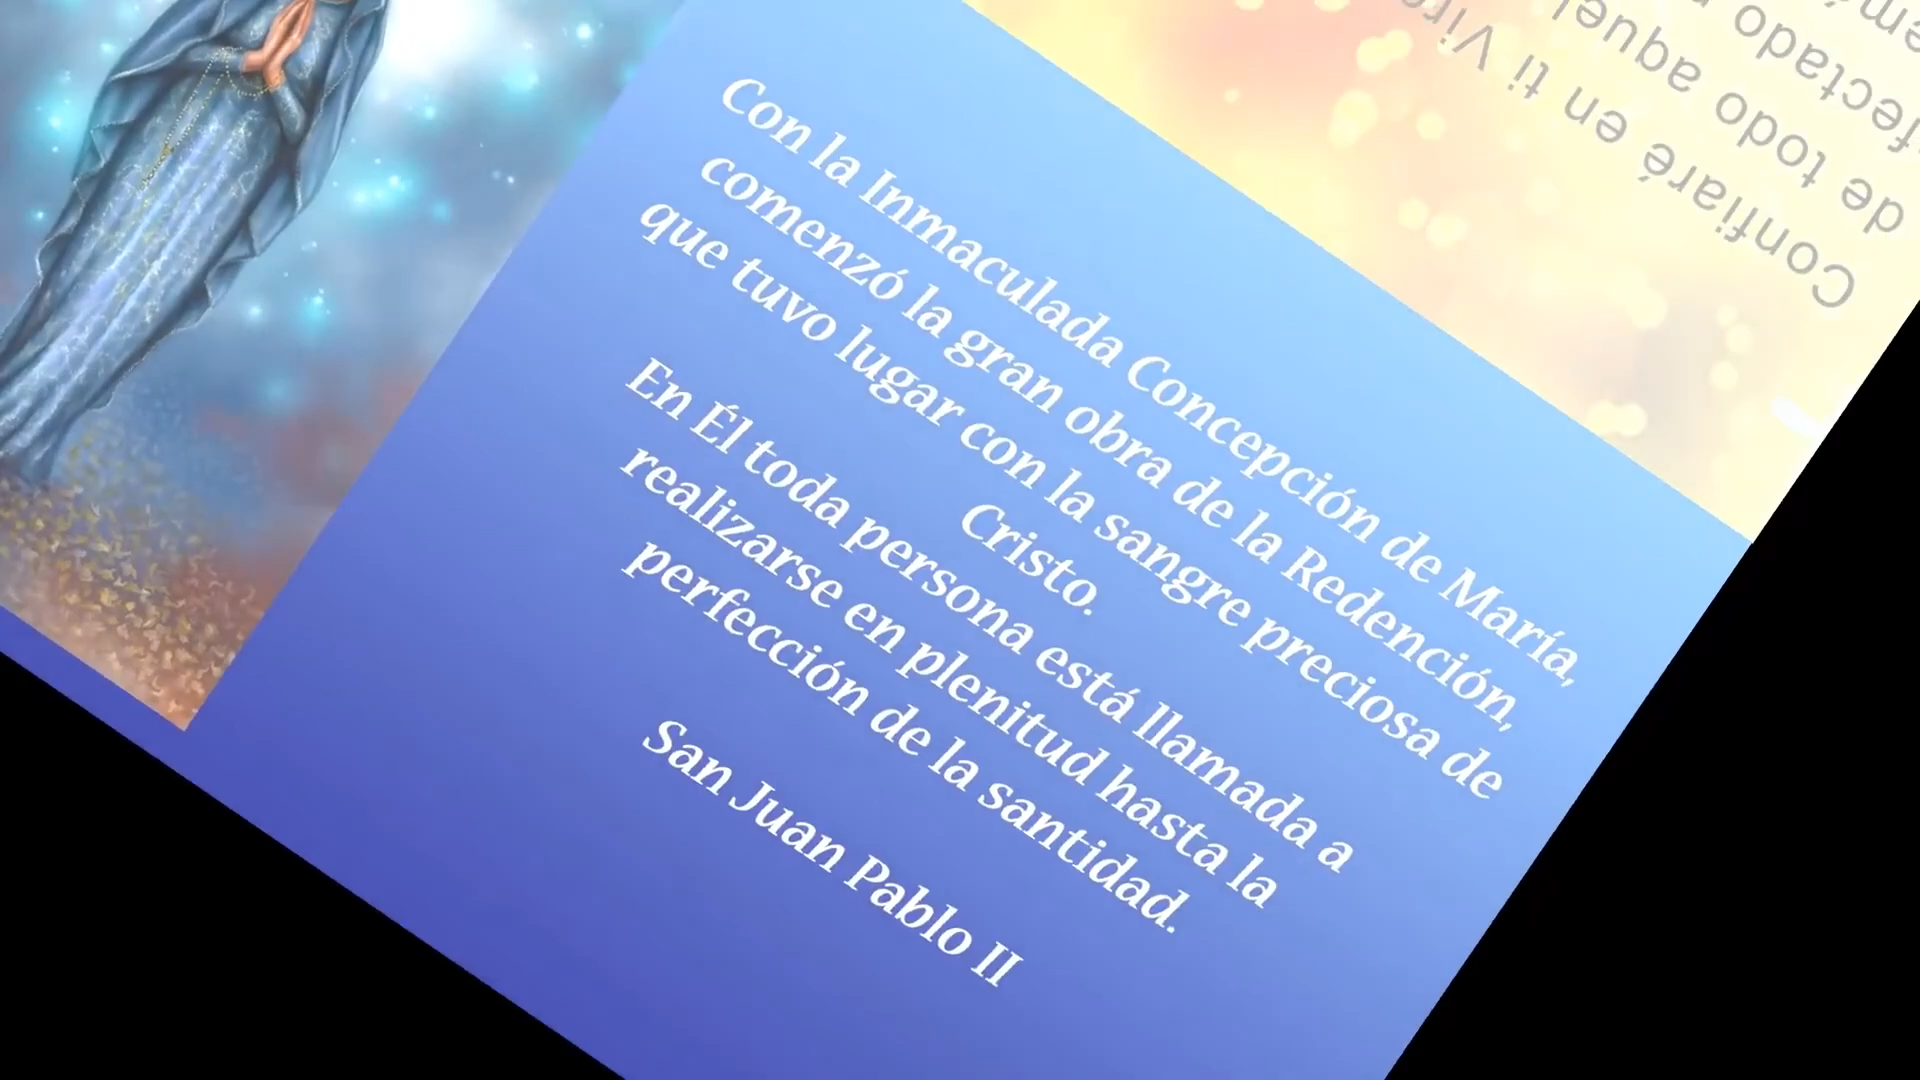 Con la Inmaculada Concepción de María,
comenzó la gran obra de la Redención,
que tuvo lugar con la sangre preciosa de
Cristo.
En Él toda persona está llamada a
realizarse en plenitud hasta la
perfección de la santidad.
San Juan Pablo II
Confiaré en ti
de todo aquel